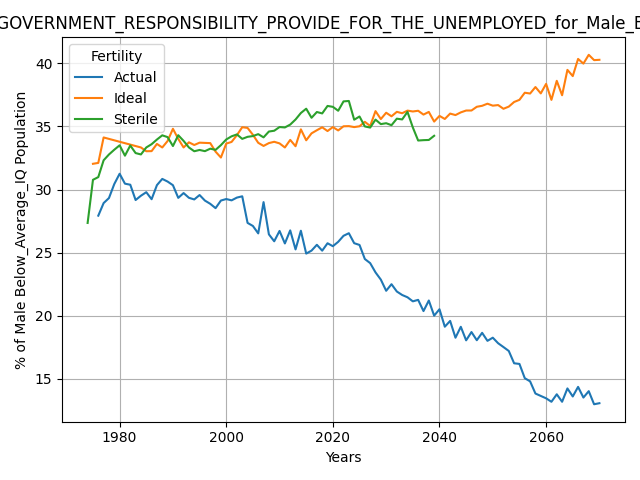 GOVERNMENT_RESPONSIBILITY_PROVIDE_FOR_THE_UNEMPLOYED_for_Male_
Fertility
Actual
Ideal
Sterile
% of Male Below_Average_IQ Population
40
35
30
25
20
15
1980
2000
2020
2040
2060
Years